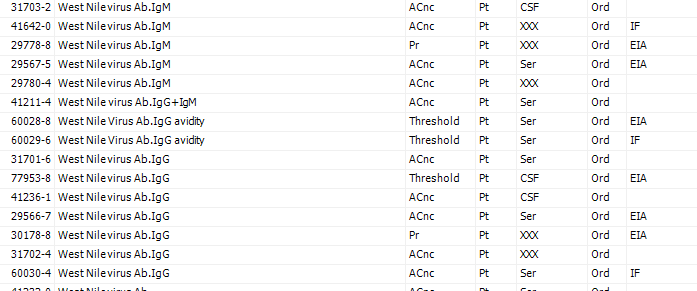 31703-2 West Nile virus Ab.IgM ACnc Pt CSF Ord
41642-0 West Nile virus Ab.IgM ACnc Pt XXX Ord IF
29778-8 West Nile virus Ab.IgM Pr Pt XXX Ord EIA
29567-5 West Nile virus Ab.IgM ACnc Pt Ser Ord EIA
29780-4 West Nile virus Ab.IgM ACnc Pt XXX Ord
41211-4 West Nile virus Ab.IgG+IgM ACnc Pt Ser Ord
60028-8 West Nile Virus Ab.IgG avidity Threshold Pt Ser Ord EIA
60029-6 West Nile Virus Ab.IgG avidity Threshold Pt Ser Ord IF
31701-6 West Nile virus Ab.IgG ACnc Pt Ser Ord
77953-8 West Nile virus Ab.IgG Threshold Pt CSF Ord EIA
41236-1 West Nile virus Ab.IgG ACnc Pt CSF Ord
29566-7 West Nile virus Ab.IgG ACnc Pt Ser Ord EIA
30178-8 West Nile virus Ab.IgG Pr Pt XXX Ord EIA
31702-4 West Nile virus Ab.IgG ACnc Pt XXX Ord
60030-4 West Nile virus Ab.IgG ACnc Pt Ser Ord IF
West Nile virus Ab ACnc Pt Ser Ord